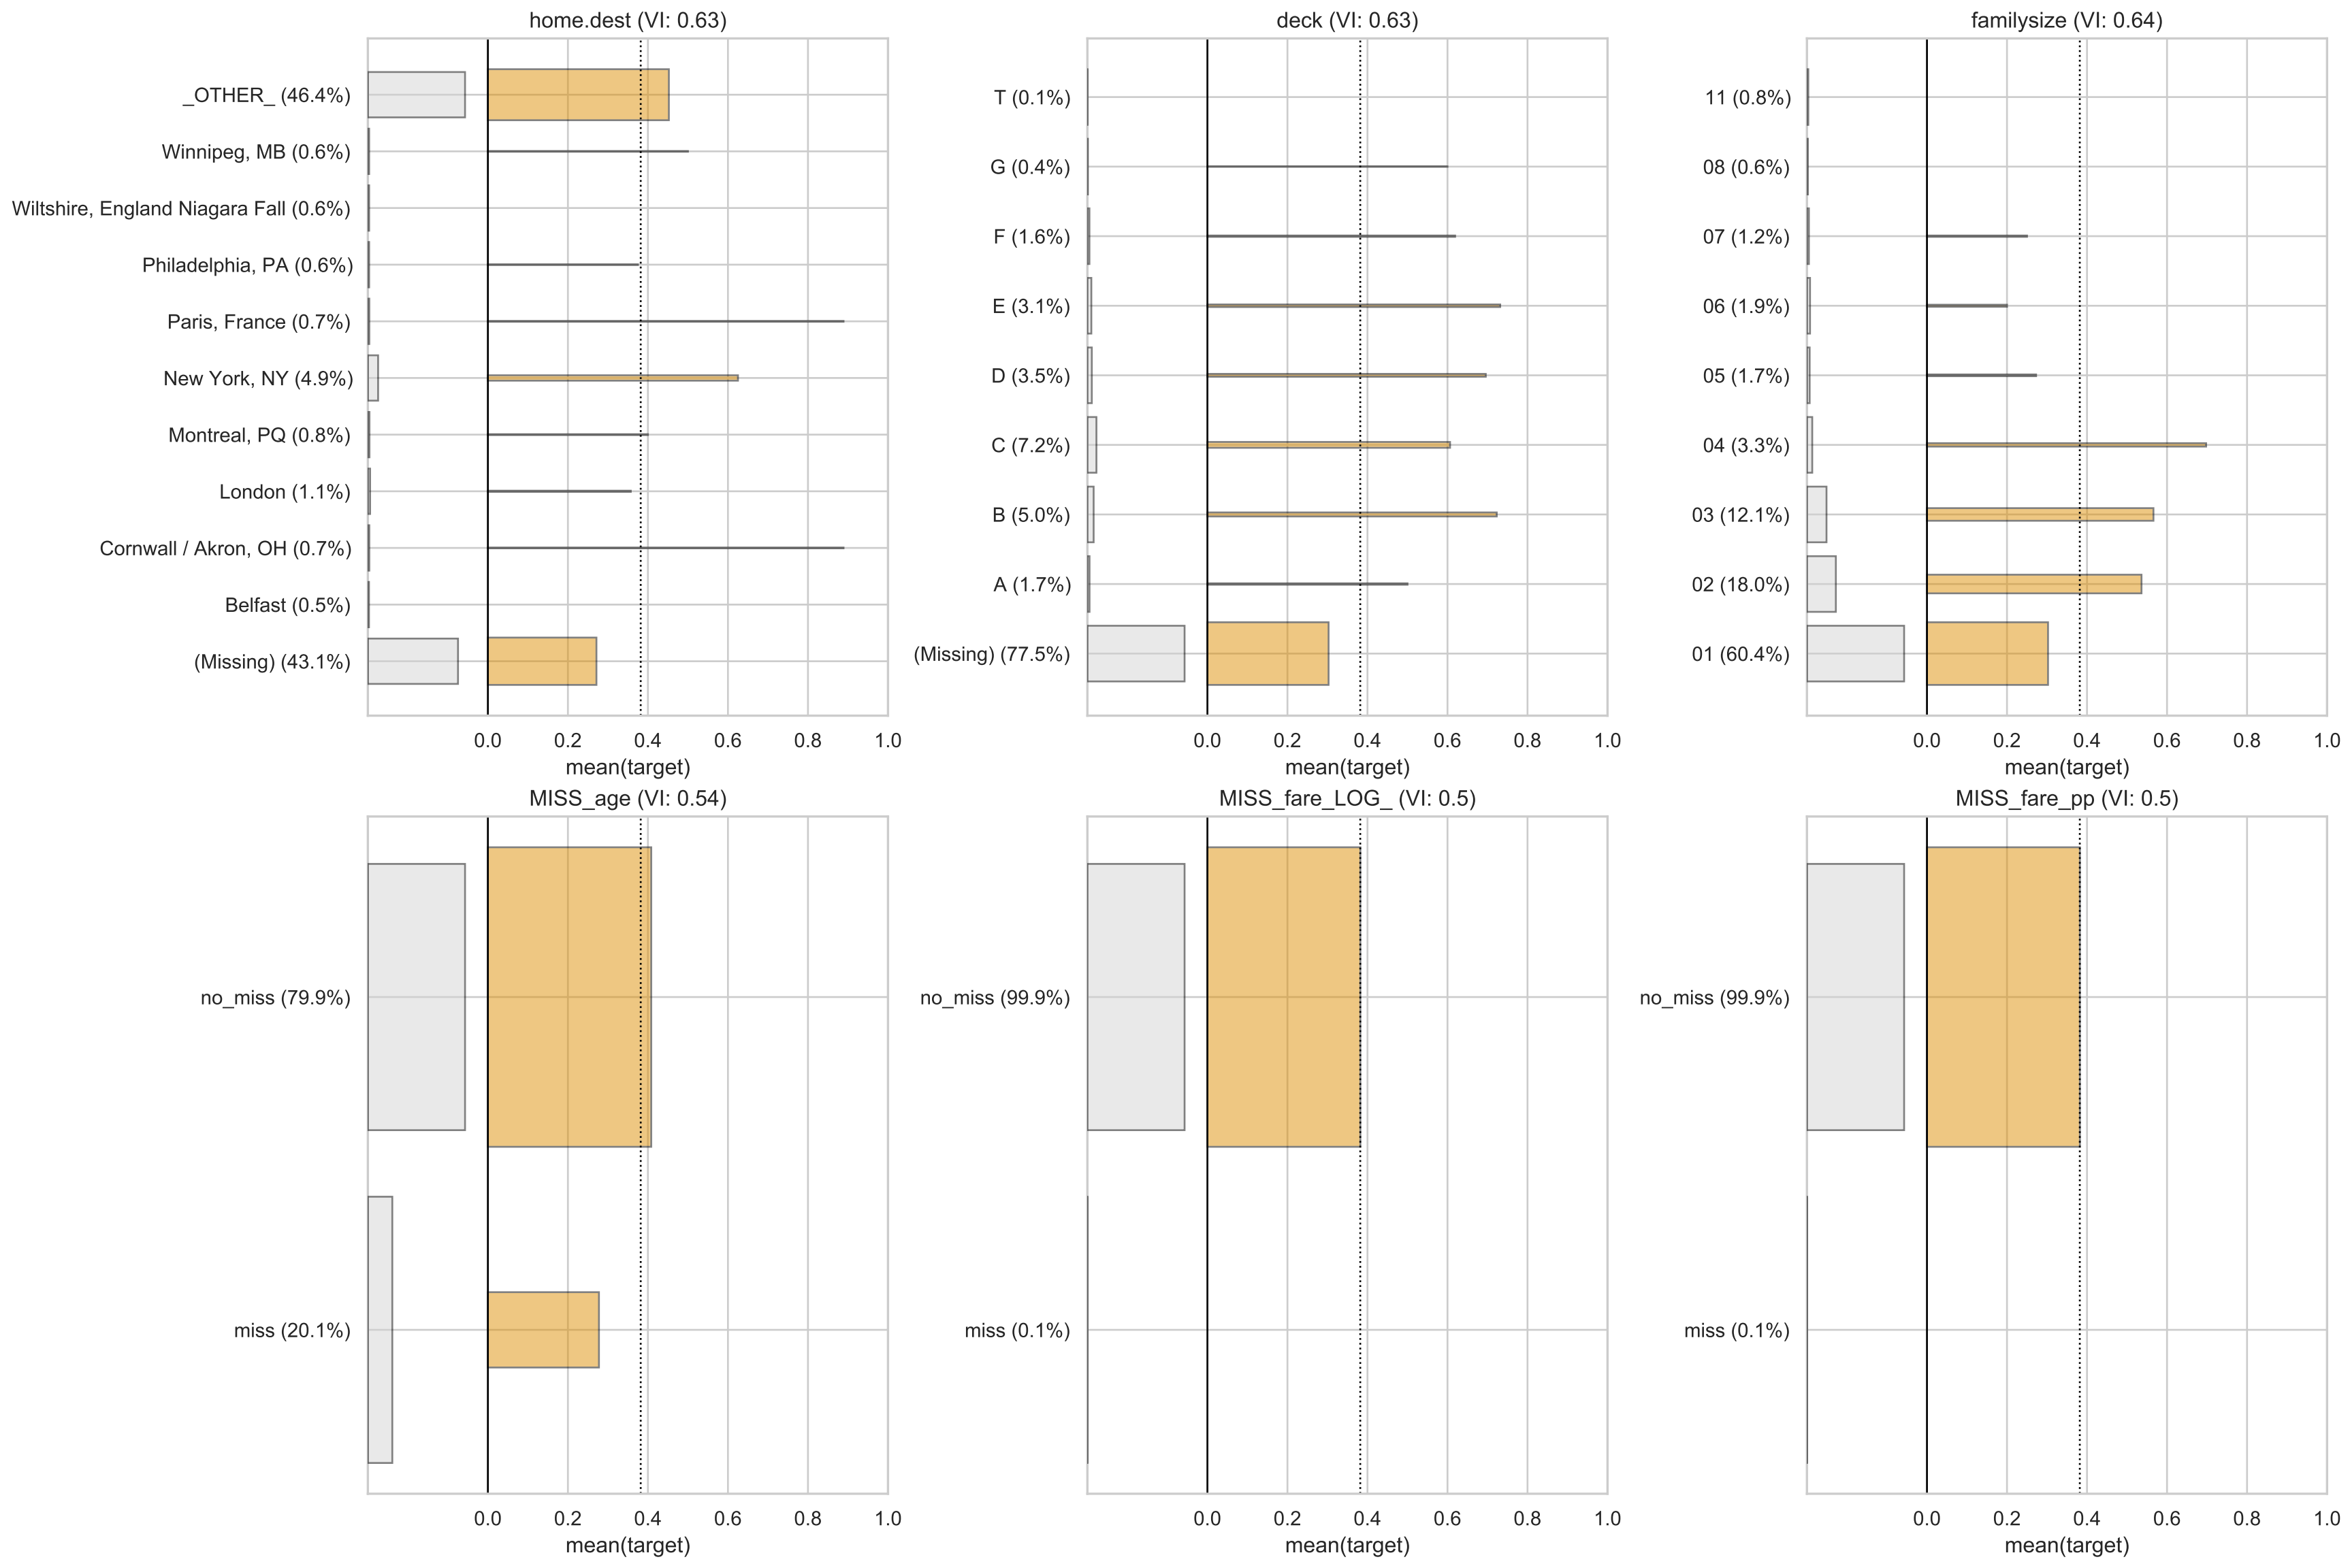 home.dest (VI: 0.63)
_OTHER_ (46.4%)
Winnipeg, MB (0.6%)
Wiltshire, England Niagara Fall (0.6%)
Philadelphia, PA (0.6%)
Paris, France (0.7%)
New York, NY (4.9%)
Montreal, PQ (0.8%)
London (1.1%)
Cornwall / Akron, OH (0.7%)
Belfast (0.5%)
(Missing) (43.1%)
0.0 0.2 0.4 0.6 0.8 1.0
mean(target)
deck (VI: 0.63)
T (0.1%)
G (0.4%)
F (1.6%)
E (3.1%)
D (3.5%)
C (7.2%)
B (5.0%)
A (1.7%)
(Missing) (77.5%)
0.0 0.2 0.4 0.6 0.8 1.0
mean(target)
familysize (VI: 0.64)
11 (0.8%)
08 (0.6%)
07 (1.2%)
06 (1.9%)
05 (1.7%)
04 (3.3%)
03 (12.1%)
02 (18.0%)
01 (60.4%)
0.0 0.2 0.4 0.6 0.8 1.0
mean(target)
MISS_age (VI: 0.54)
no_miss (79.9%)
miss (20.1%)
0.0 0.2 0.4 0.6 0.8 1.0
mean(target)
MISS_fare_LOG_ (VI: 0.5)
no_miss (99.9%)
miss (0.1%)
0.0 0.2 0.4 0.6 0.8 1.0
mean(target)
MISS_fare_pp (VI: 0.5)
no_miss (99.9%)
miss (0.1%)
0.0 0.2 0.4 0.6 0.8 1.0
mean(target)